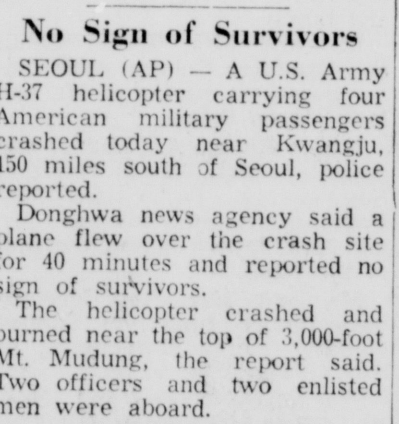 No Sign of Survivors
SEOUL (AP) — A U.S. Army
H-37 helicopter carrying four
American military passengers
crashed today near Kwangju,
150 miles south of Seoul, police
reported.
Donghwa news agency said a
plane flew over the crash site
for 40 minutes and reported no
sign of survivors.
The helicopter crashed and
burned near the top of 3,000-foot
Mt. Mudung, the report said.
Two officers and two enlisted
men were aboard.